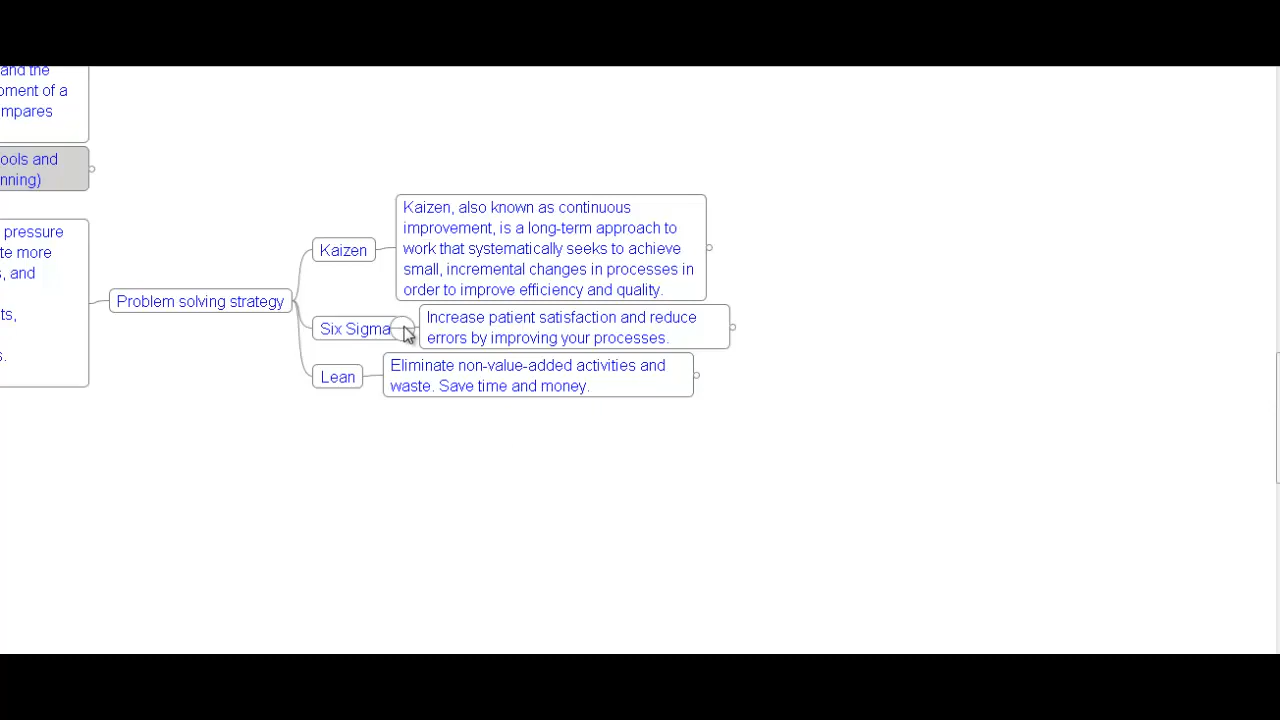 and the
oment of a
mpares
ools and
nning)
pressure
te more
s, and
ts,
s.
Problem solving strategy
Kaizen
Kaizen, also known as continuous
improvement, is a long-term approach to
work that systematically seeks to achieve
small, incremental changes in processes in
order to improve efficiency and quality.
Six Sigma
Increase patient satisfaction and reduce
errors by improving your processes.
Lean
Eliminate non-value-added activities and
waste. Save time and money.